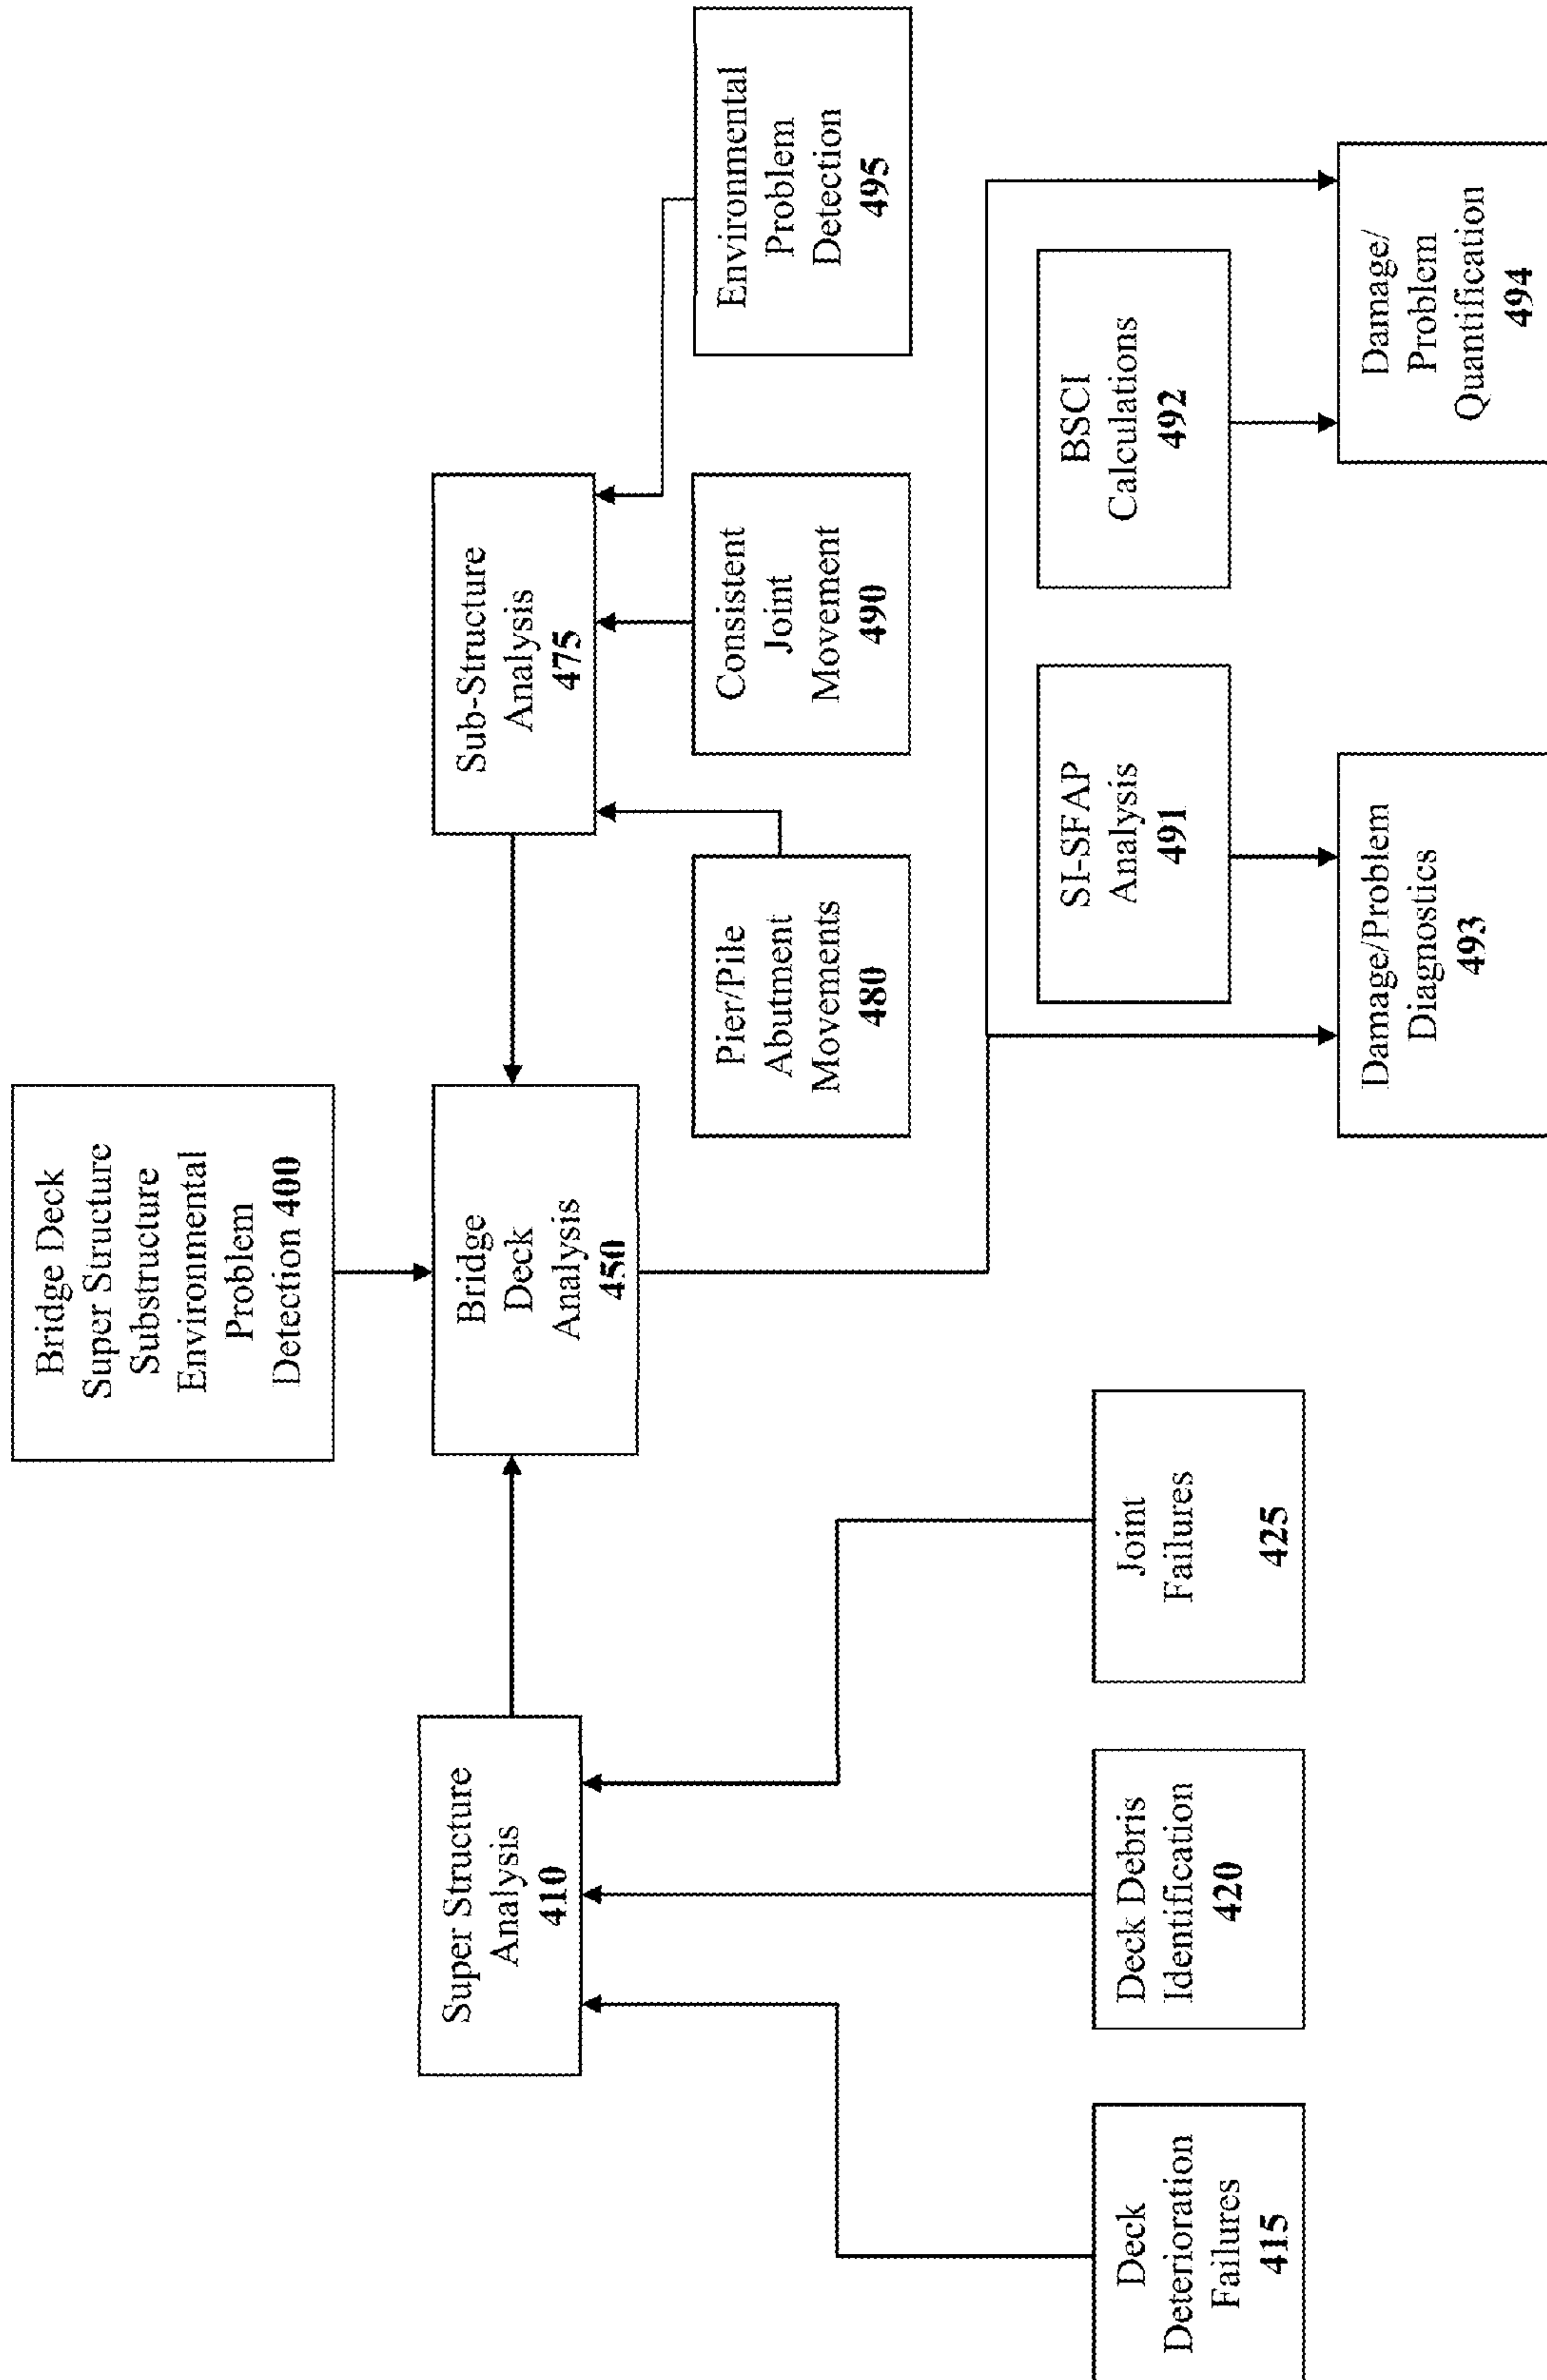 Bridge Deck
Super Structure
Substructure
Environmental
Problem
Detection 400
Super Structure
Analysis
410
Bridge
Deck
Analysis
450
Sub-Structure
Analysis
475
Pier/Pile
Abutment
Movements
480
Consistent
Joint
Movement
490
Environmental
Problem
Detection
495
Deck
Deterioration
Failures
415
Deck Debris
Identification
420
Joint
Failures
425
SI-SFAP
Analysis
491
BSCI
Calculations
492
Damage/Problem
Diagnostics
493
Damage/
Problem
Quantification
494